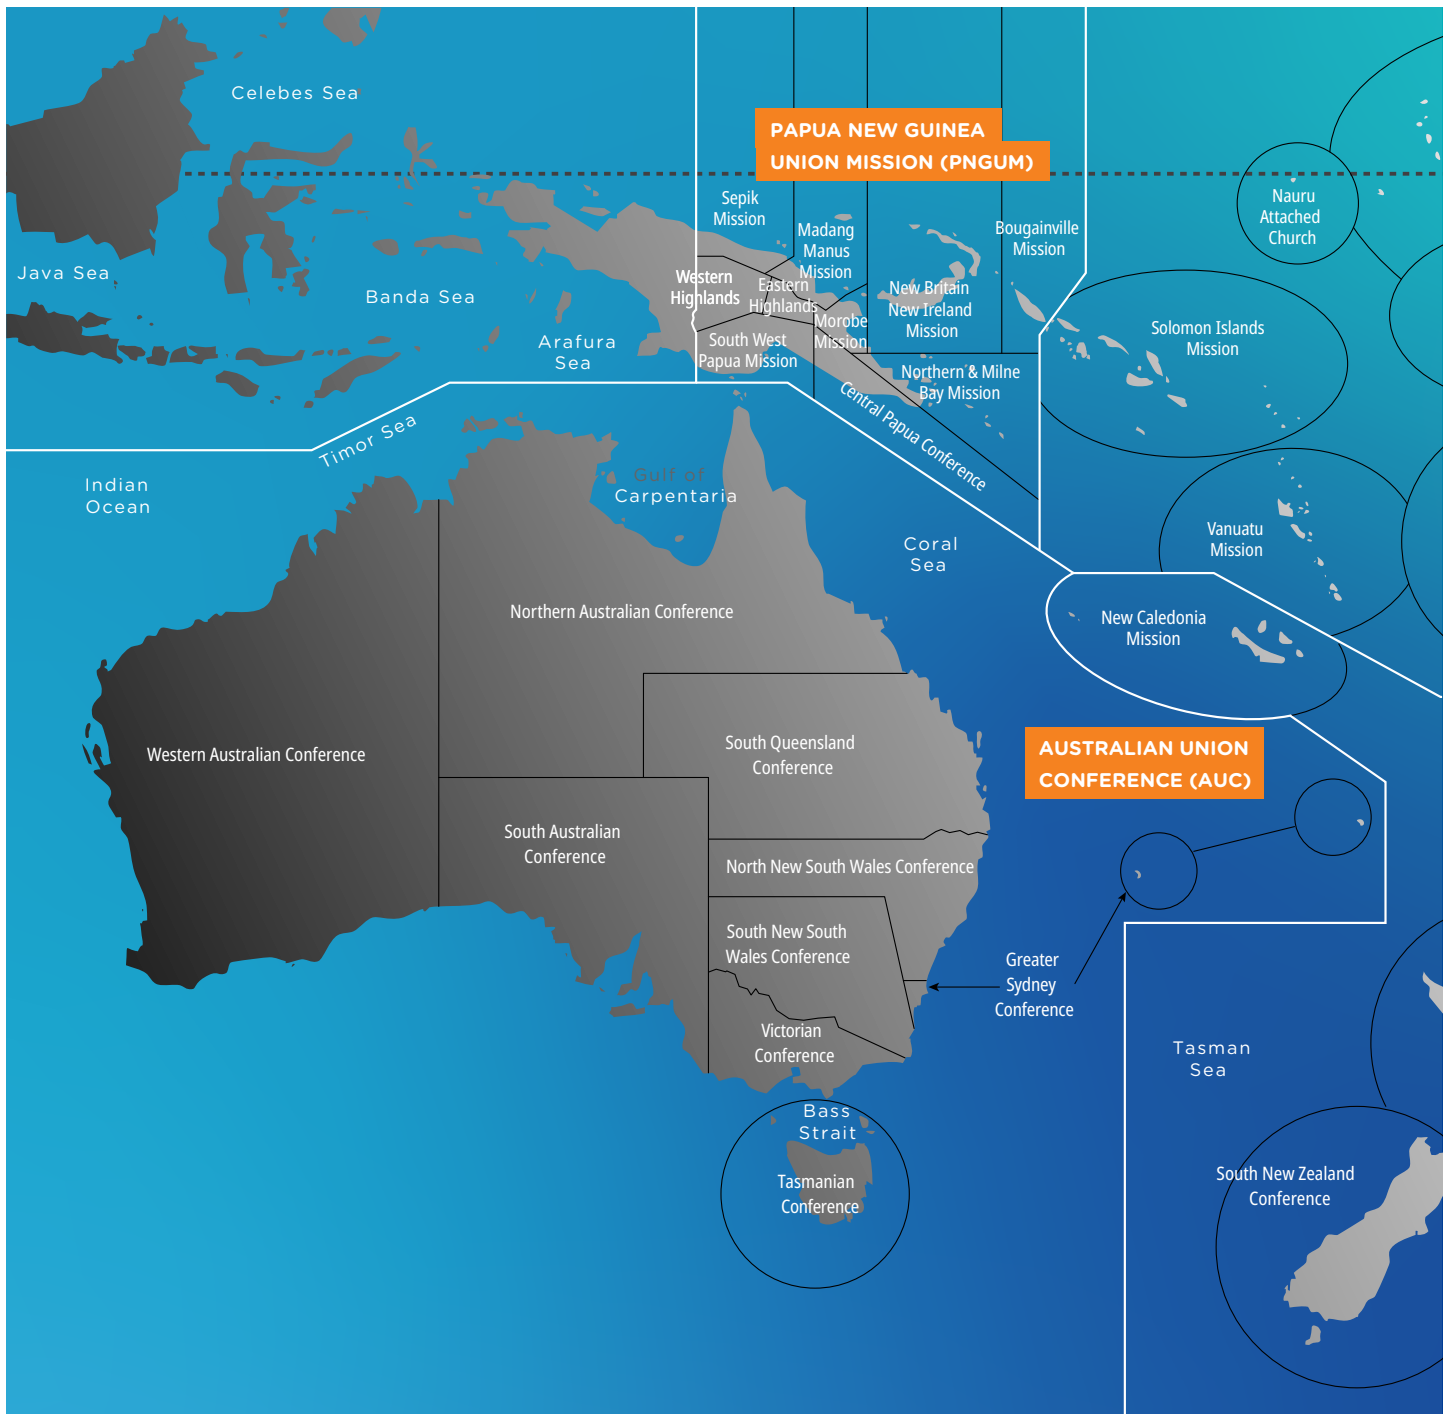 Celebes Sea
PAPUA NEW GUINEA
UNION MISSION (PNGUM)
Sepik
Mission
Madang
Manus
Mission
Bougainville
Mission
Nauru
Attached
Church
Java Sea
Banda Sea
Western
Highlands
Eastern
Highlands
New Britain
New Ireland
Mission
Arafura
Sea
South West
Papua Mission
Morobe
Mission
Solomon Islands
Mission
Northern & Milne
Bay Mission
Central Papua Conference
Timor Sea
Indian
Ocean
Gulf of
Carpentaria
Coral
Sea
Vanuatu
Mission
Northern Australian Conference
New Caledonia
Mission
Western Australian Conference
South Queensland
Conference
AUSTRALIAN UNION
CONFERENCE (AUC)
South Australian
Conference
North New South Wales Conference
South New South
Wales Conference
Greater
Sydney
Conference
Victorian
Conference
Tasman
Sea
Bass
Strait
Tasmanian
Conference
South New Zealand
Conference